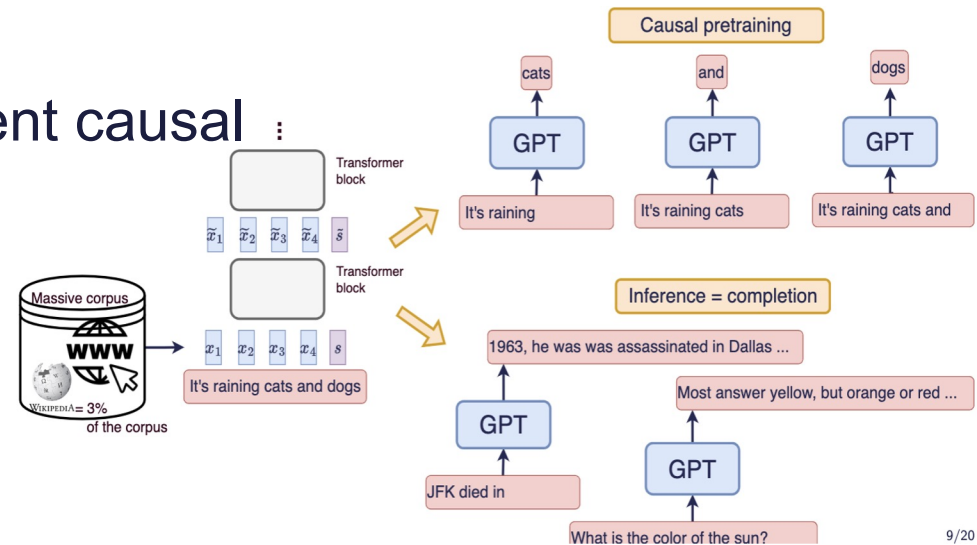 ent causal
Causal pretraining
cats
and
dogs
GPT
GPT
GPT
It's raining
It's raining cats
It's raining cats and
⋮
Transformer
block
x̃₁ x̃₂ x̃₃ x̃₄ s̃
Transformer
block
x₁ x₂ x₃ x₄ s
It's raining cats and dogs
Massive corpus
WWW
WIKIPEDIA = 3%
of the corpus
Inference = completion
1963, he was was assassinated in Dallas ...
GPT
JFK died in
Most answer yellow, but orange or red ...
GPT
What is the color of the sun?
9/20